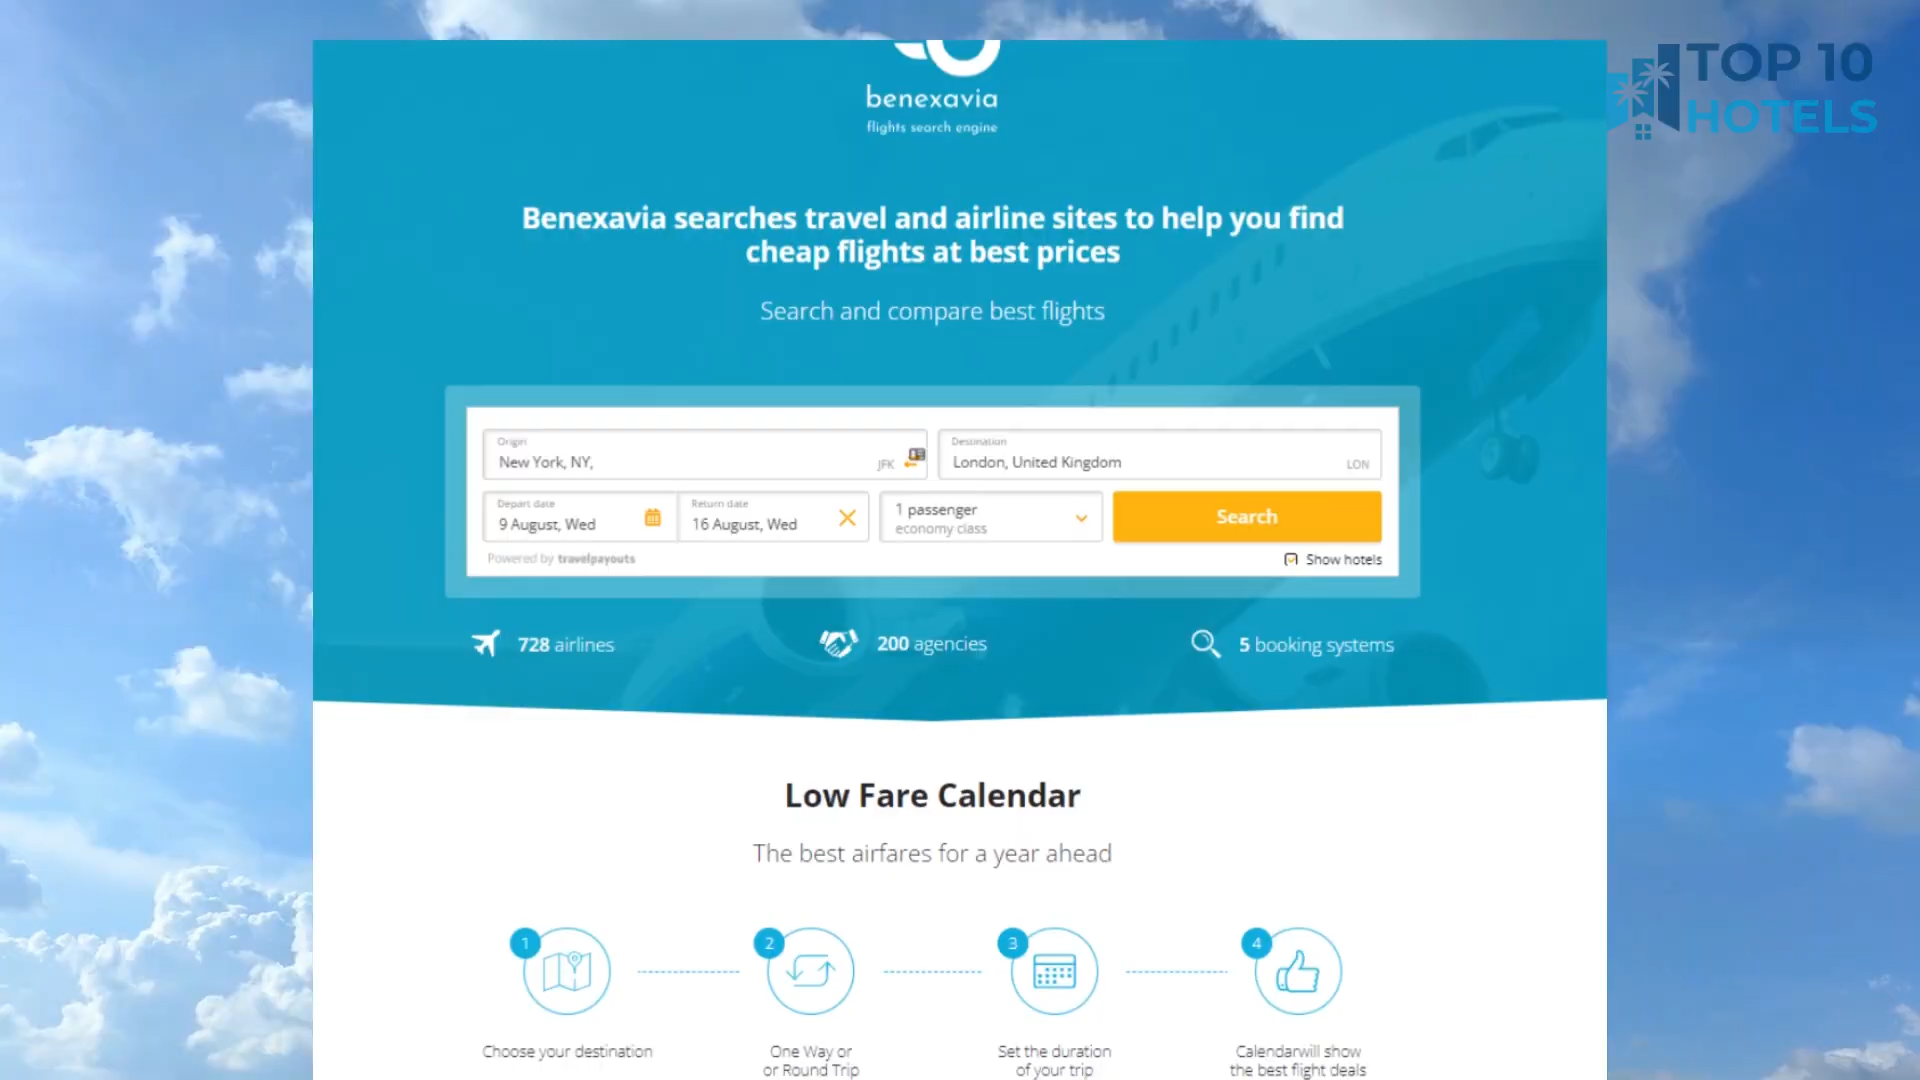 TOP 10
HOTELS
benexavia
flights search engine
Benexavia searches travel and airline sites to help you find
cheap flights at best prices
Search and compare best flights
Origin
New York, NY,
JFK
Destination
London, United Kingdom
LON
Depart date
9 August, Wed
Return date
16 August, Wed
1 passenger
economy class
Search
Powered by travelpayouts
Show hotels
728 airlines
200 agencies
5 booking systems
Low Fare Calendar
The best airfares for a year ahead
1
2
3
4
Choose your destination
One Way or
or Round Trip
Set the duration
of your trip
Calendarwill show
the best flight deals